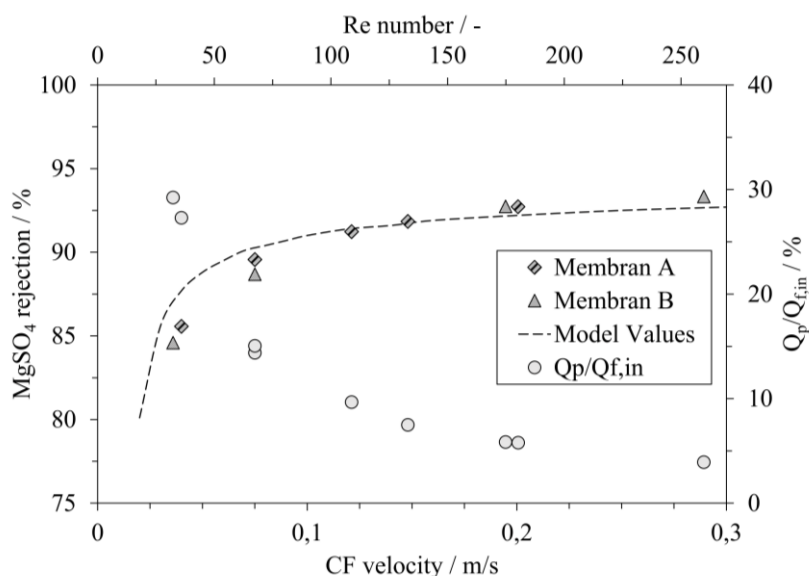 Re number / -
0 50 100 150 200 250
100 40
95
30
90
Membran A
Membran B
20
Model Values
85
Qp/Qf,in
10
80
75 0
0 0,1 0,2 0,3
CF velocity / m/s
MgSO₄ rejection / %
Qₚ/Q_f,in / %